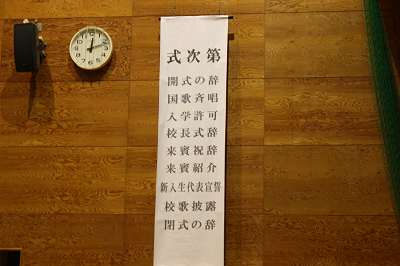 式次第
開式の辞
国歌斉唱
入学許可
校長式辞
来賓祝辞
来賓紹介
新入生代表宣誓
校歌披露
閉式の辞